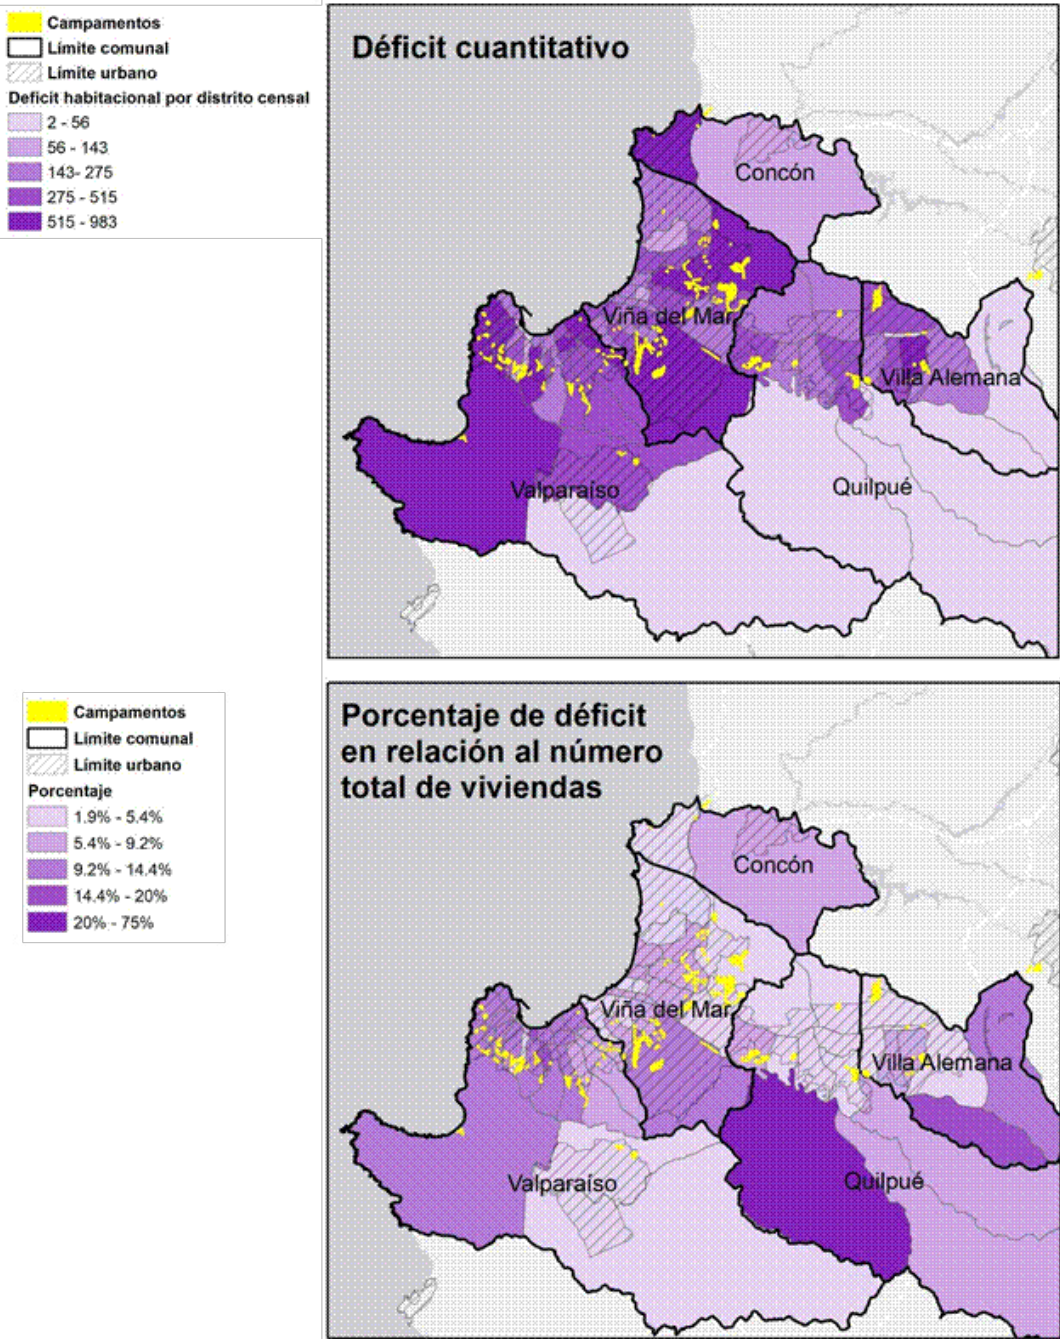 Campamentos
Límite comunal
Límite urbano
Deficit habitacional por distrito censal
2 - 56
56 - 143
143- 275
275 - 515
515 - 983
Déficit cuantitativo
Concón
Viña del Mar
Villa Alemana
Valparaíso
Quilpué
Campamentos
Límite comunal
Límite urbano
Porcentaje
1.9% - 5.4%
5.4% - 9.2%
9.2% - 14.4%
14.4% - 20%
20% - 75%
Porcentaje de déficit
en relación al número
total de viviendas
Concón
Viña del Mar
Villa Alemana
Valparaíso
Quilpué